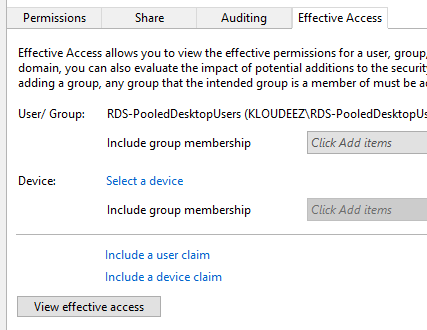 Permissions Share Auditing Effective Access
Effective Access allows you to view the effective permissions for a user, group,
domain, you can also evaluate the impact of potential additions to the security
adding a group, any group that the intended group is a member of must be
User/ Group: RDS-PooledDesktopUsers (KLOUDEEZ\RDS-PooledDesktopUs
Include group membership Click Add items
Device: Select a device
Include group membership Click Add items
Include a user claim
Include a device claim
View effective access